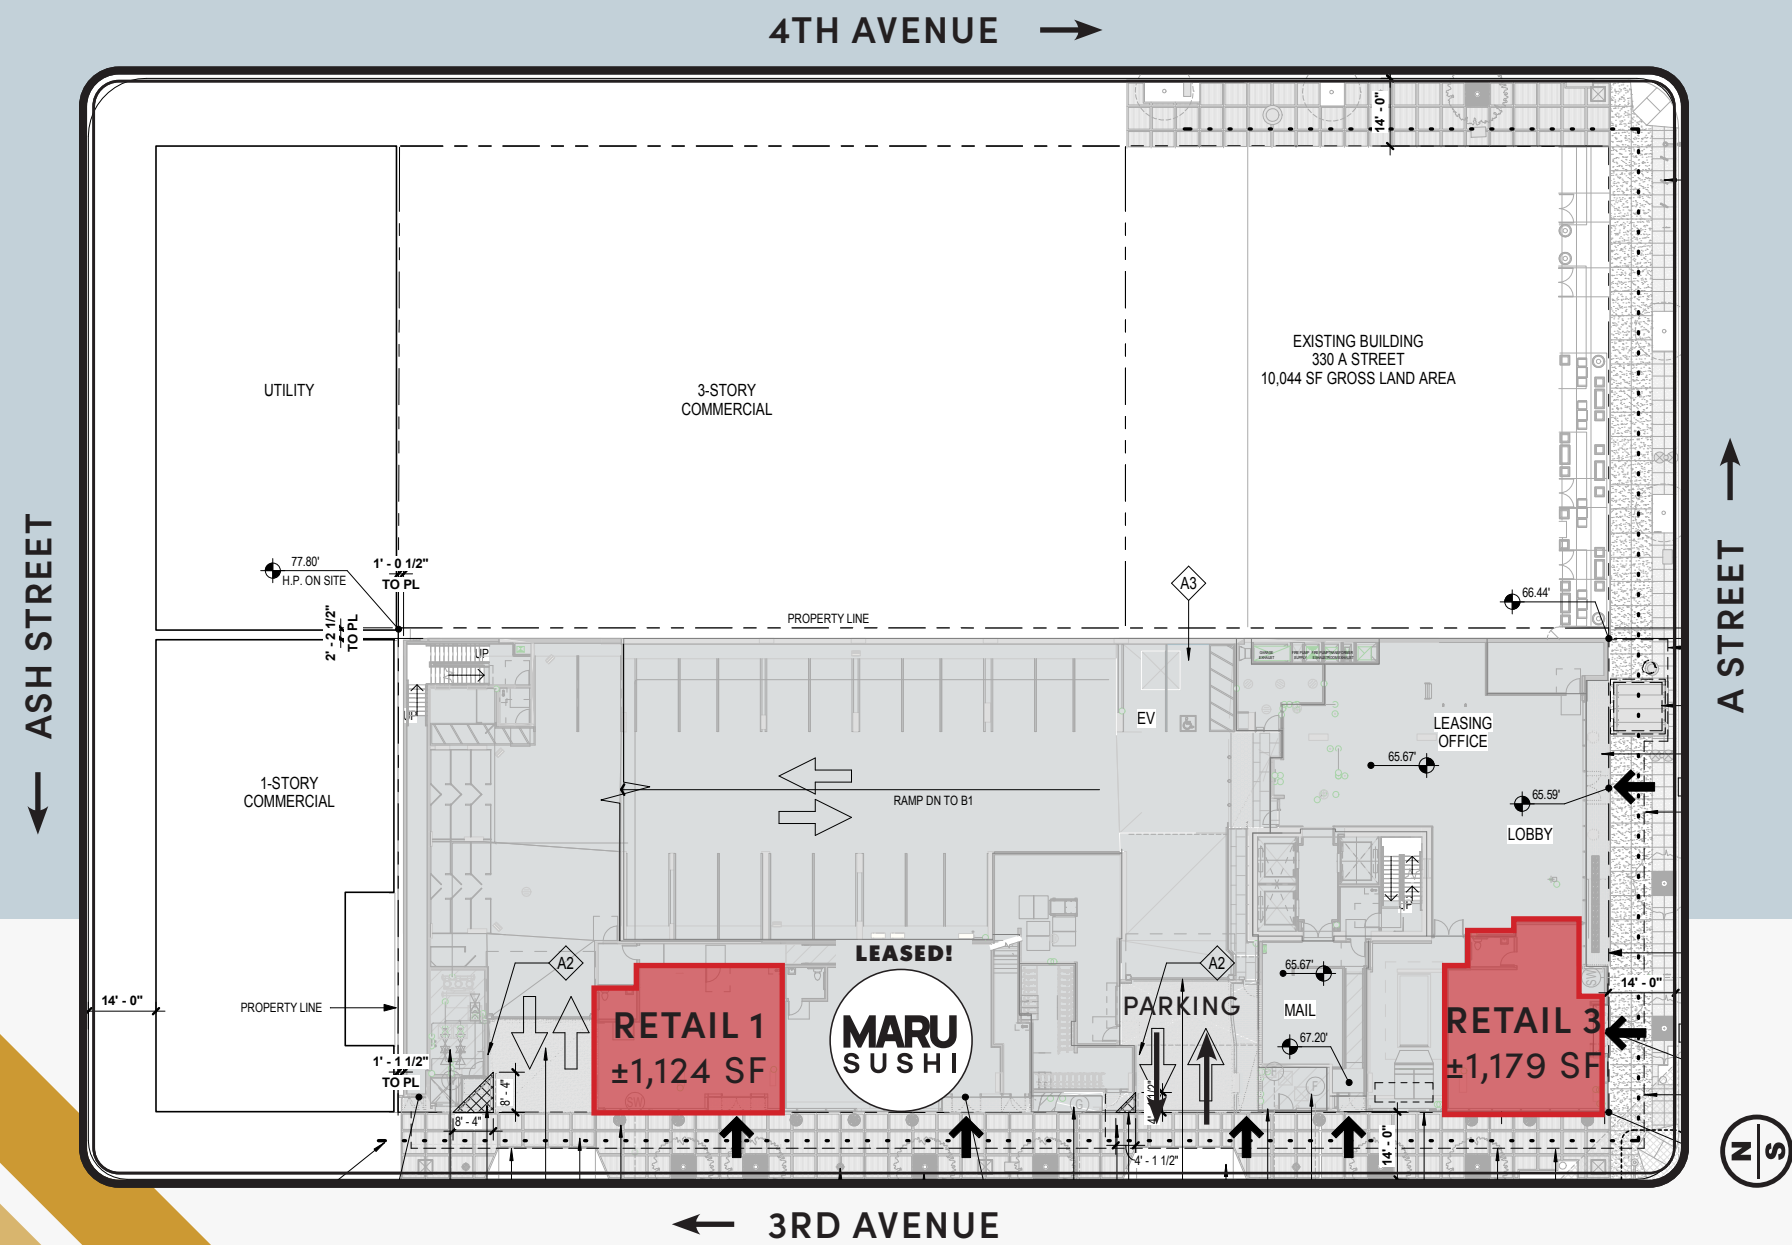 4TH AVENUE
14' - 0"
UTILITY
3-STORY
COMMERCIAL
EXISTING BUILDING
330 A STREET
10,044 SF GROSS LAND AREA
ASH STREET
A STREET
77.80'
H.P. ON SITE
1' - 0 1/2"
TO PL
2' - 2 1/2"
TO PL
PROPERTY LINE
A3
66.44'
UP
UP
EV
LEASING
OFFICE
65.67'
65.59'
LOBBY
RAMP DN TO B1
1-STORY
COMMERCIAL
LEASED!
MARU
SUSHI
A2
A2
65.67'
MAIL
67.20'
PARKING
14' - 0"
PROPERTY LINE
1' - 1 1/2"
TO PL
8' - 4"
8' - 4"
RETAIL 1
±1,124 SF
RETAIL 3
±1,179 SF
14' - 0"
SW
SW
G
F
4' - 1 1/2"
14' - 0"
N
S
3RD AVENUE